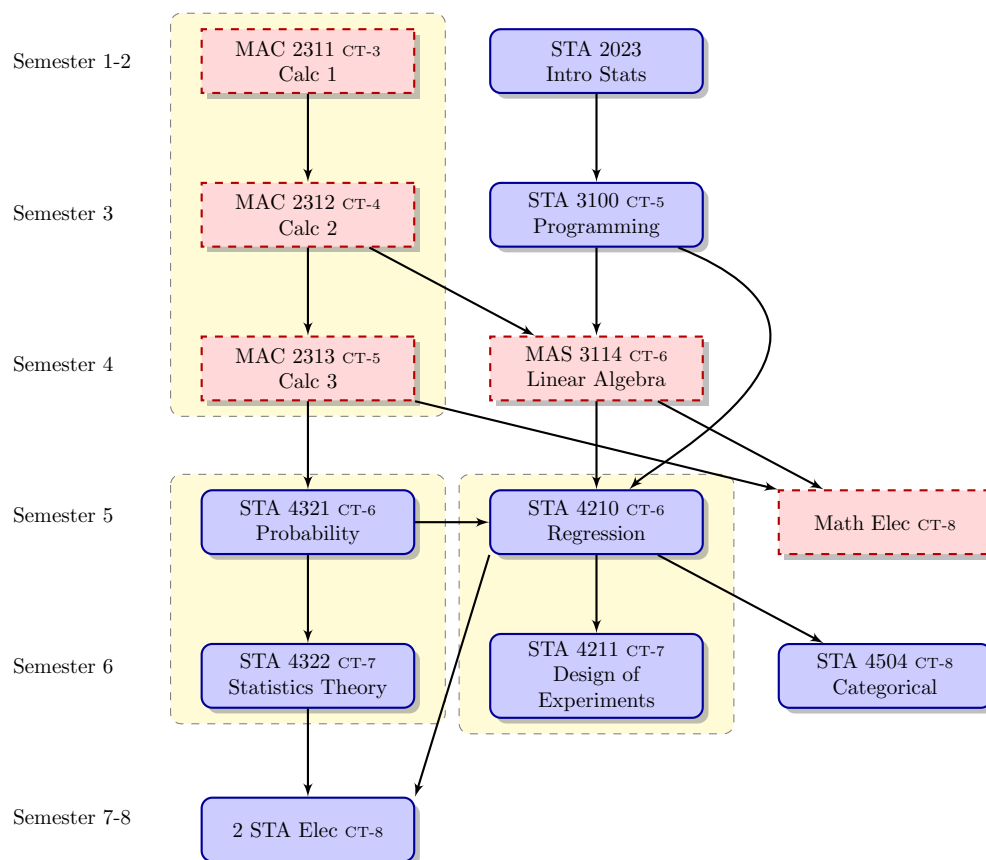 Semester 1-2
MAC 2311 CT-3
Calc 1
STA 2023
Intro Stats
Semester 3
MAC 2312 CT-4
Calc 2
STA 3100 CT-5
Programming
Semester 4
MAC 2313 CT-5
Calc 3
MAS 3114 CT-6
Linear Algebra
Semester 5
STA 4321 CT-6
Probability
STA 4210 CT-6
Regression
Math Elec CT-8
Semester 6
STA 4322 CT-7
Statistics Theory
STA 4211 CT-7
Design of
Experiments
STA 4504 CT-8
Categorical
Semester 7-8
2 STA Elec CT-8